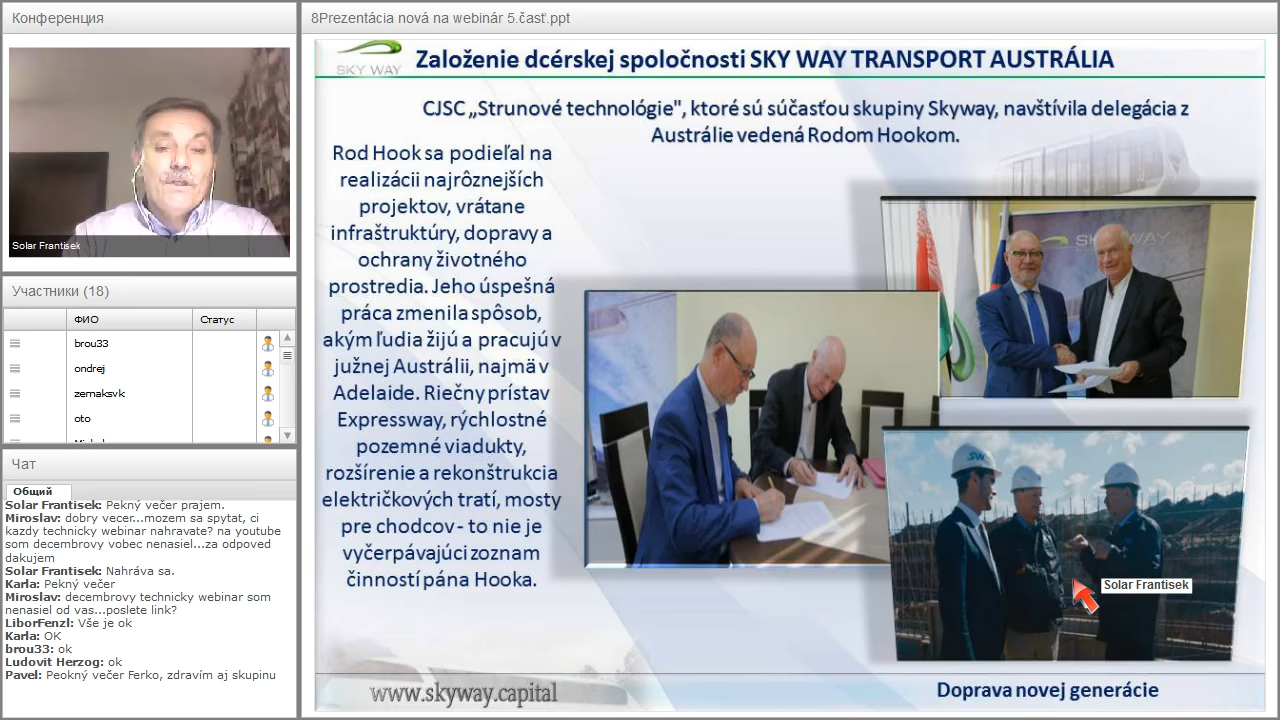 Конференция
Solar Frantisek
Участники (18)
ФИО
Статус
brou33
ondrej
zemaksvk
oto
Чат
Общий
Solar Frantisek: Pekný večer prajem.
Miroslav: dobry vecer...mozem sa spytat, ci
kazdy technicky webinar nahravate? na youtube
som decembrovy vobec nenasiel...za odpoved
dakujem
Solar Frantisek: Nahráva sa.
Karla: Pekný večer
Miroslav: decembrovy technicky webinar som
nenasiel od vas...poslete link?
LiborFenzl: Vše je ok
Karla: OK
brou33: ok
Ludovit Herzog: ok
Pavel: Peokný večer Ferko, zdravím aj skupinu
8Prezentácia nová na webinár 5.časť.ppt
SKY WAY
Založenie dcérskej spoločnosti SKY WAY TRANSPORT AUSTRÁLIA
CJSC „Strunové technológie", ktoré sú súčasťou skupiny Skyway, navštívila delegácia z
Austrálie vedená Rodom Hookom.
Rod Hook sa podieľal na
realizácii najrôznejších
projektov, vrátane
infraštruktúry, dopravy a
ochrany životného
prostredia. Jeho úspešná
práca zmenila spôsob,
akým ľudia žijú a pracujú v
južnej Austrálii, najmä v
Adelaide. Riečny prístav
Expressway, rýchlostné
pozemné viadukty,
rozšírenie a rekonštrukcia
električkových tratí, mosty
pre chodcov - to nie je
vyčerpávajúci zoznam
činností pána Hooka.
SKY WAY
SW
Solar Frantisek
www.skyway.capital
Doprava novej generácie